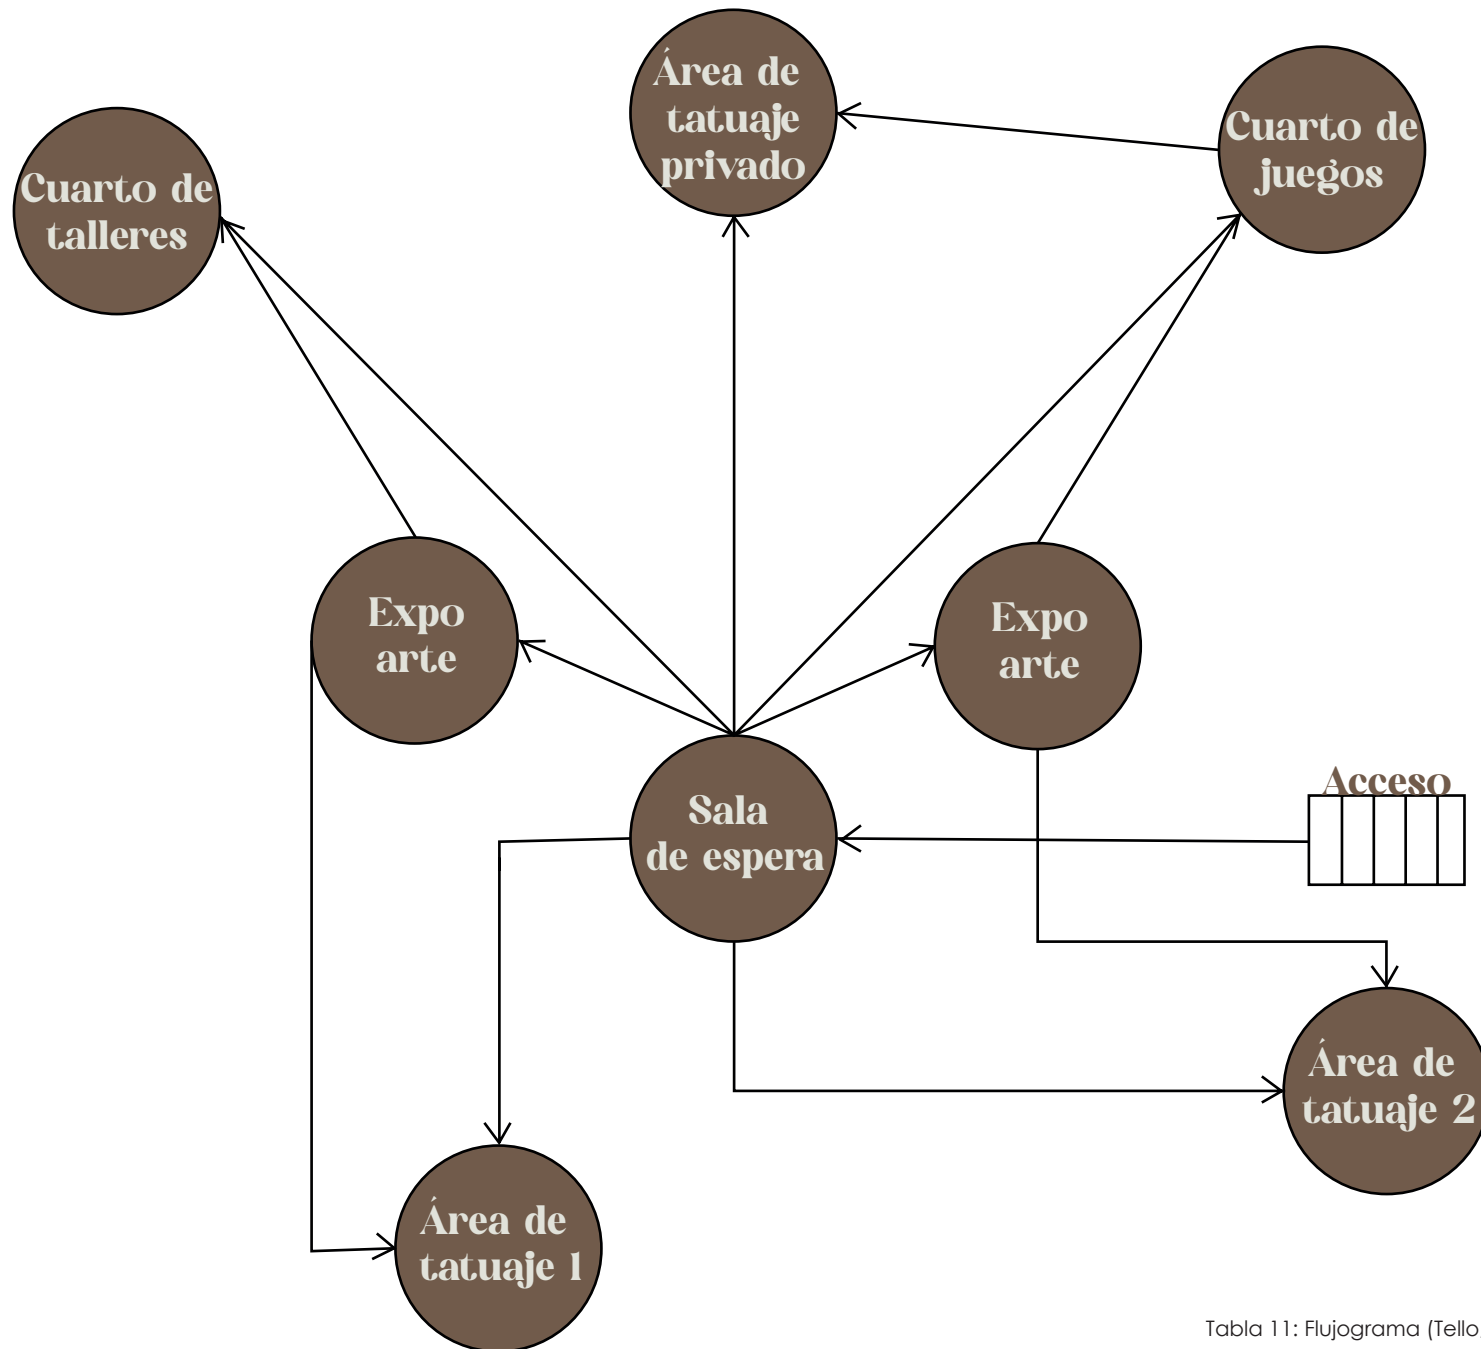 Área de
tatuaje
privado
Cuarto de
juegos
Cuarto de
talleres
Expo
arte
Expo
arte
Sala
de espera
Acceso
Área de
tatuaje 2
Área de
tatuaje 1
Tabla 11: Flujograma (Tello